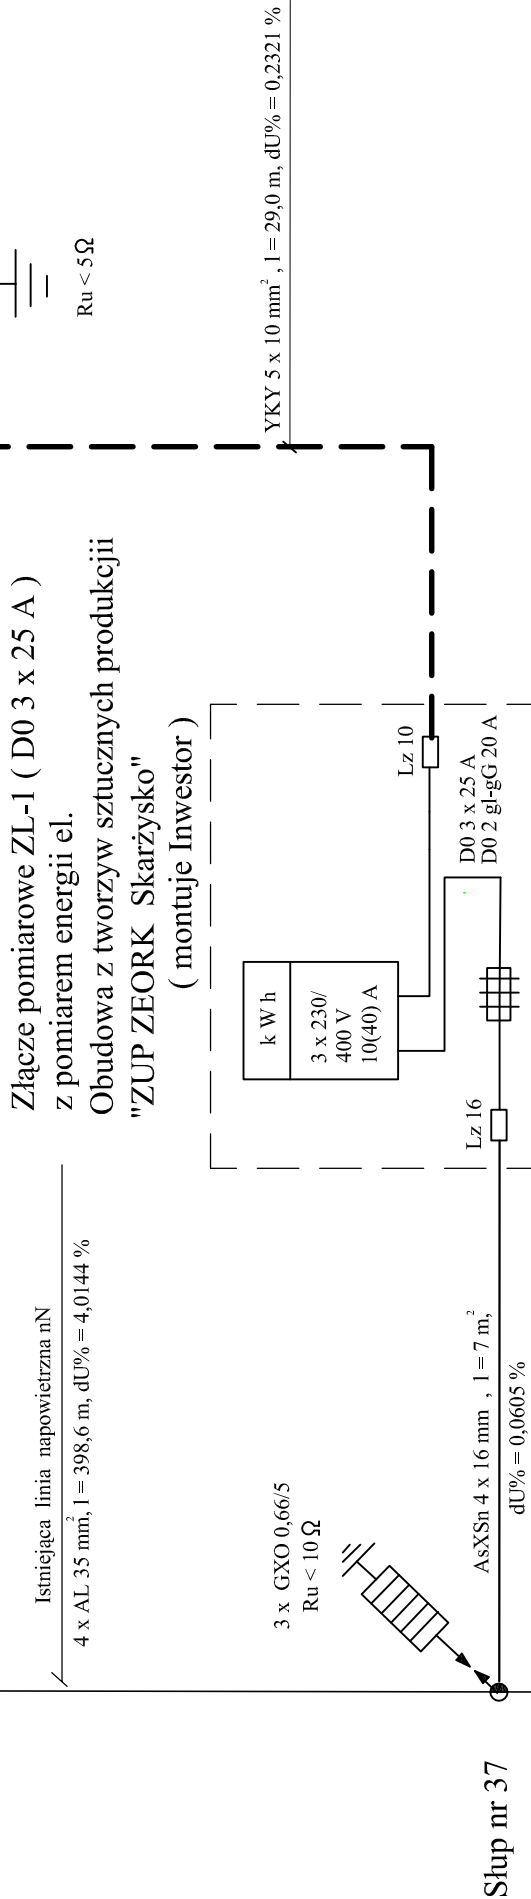 Złącze pomiarowe ZL-1 ( D0 3 x 25 A )
z pomiarem energii el.
Obudowa z tworzyw sztucznych produkcjii
"ZUP ZEORK Skarżysko"
( montuje Inwestor )
Ru < 5 Ω
YKY 5 x 10 mm² , l = 29,0 m, dU% = 0,2321 %
Istniejąca linia napowietrzna nN
4 x AL 35 mm², l = 398,6 m, dU% = 4,0144 %
k W h
3 x 230/
400 V
10(40) A
Lz 10
D0 3 x 25 A
D0 2 gl-gG 20 A
Lz 16
3 x GXO 0,66/5
Ru < 10 Ω
AsXSn 4 x 16 mm , l = 7 m,²
dU% = 0,0605 %
Słup nr 37